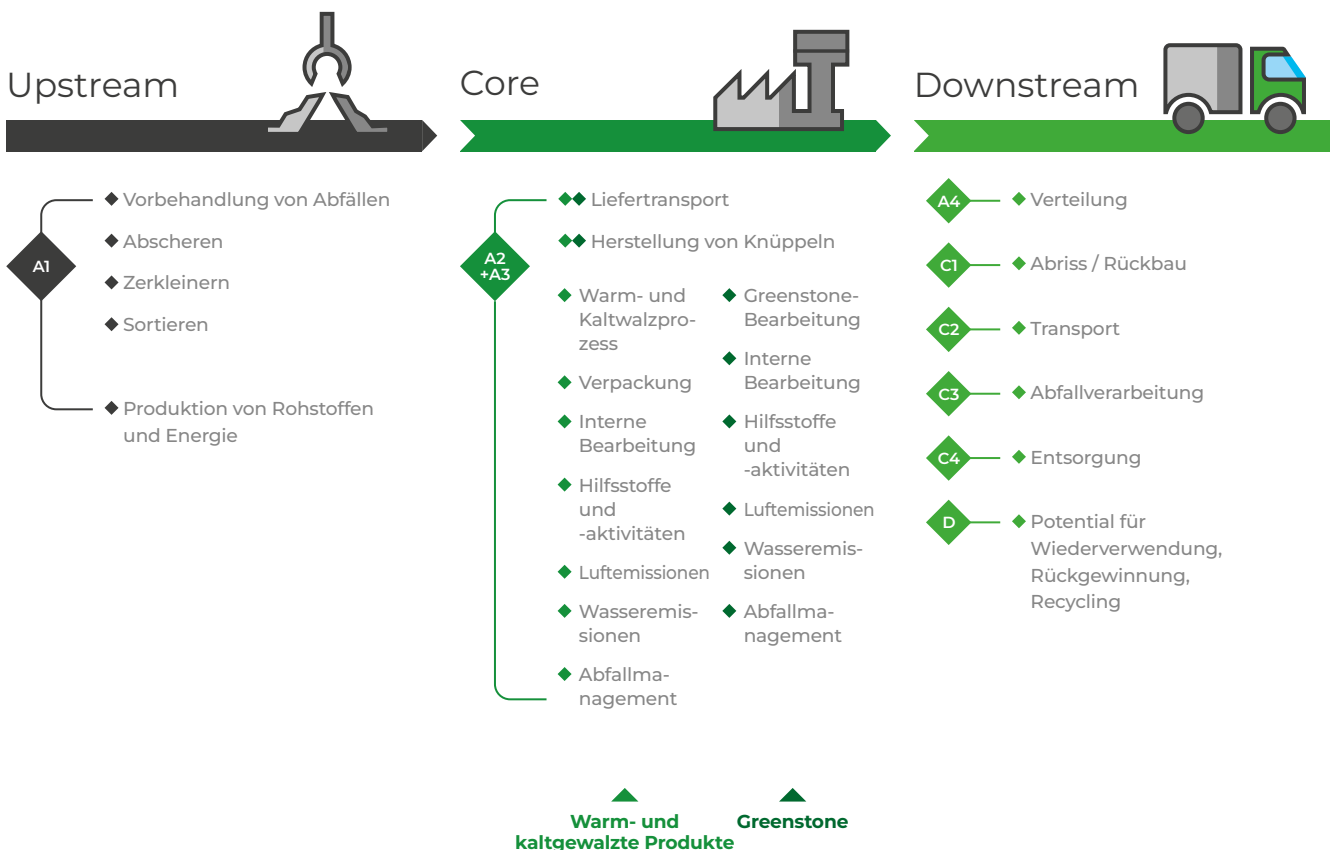 Upstream
A1
Vorbehandlung von Abfällen
Abscheren
Zerkleinern
Sortieren
Produktion von Rohstoffen
und Energie
Core
A2
+A3
Liefertransport
Herstellung von Knüppeln
Warm- und
Kaltwalzpro-
zess
Verpackung
Interne
Bearbeitung
Hilfsstoffe
und
-aktivitäten
Luftemissionen
Wasseremis-
sionen
Abfallma-
nagement
Greenstone-
Bearbeitung
Interne
Bearbeitung
Hilfsstoffe
und
-aktivitäten
Luftemissionen
Wasseremis-
sionen
Abfallma-
nagement
Warm- und
kaltgewalzte Produkte
Greenstone
Downstream
A4
Verteilung
C1
Abriss / Rückbau
C2
Transport
C3
Abfallverarbeitung
C4
Entsorgung
D
Potential für
Wiederverwendung,
Rückgewinnung,
Recycling